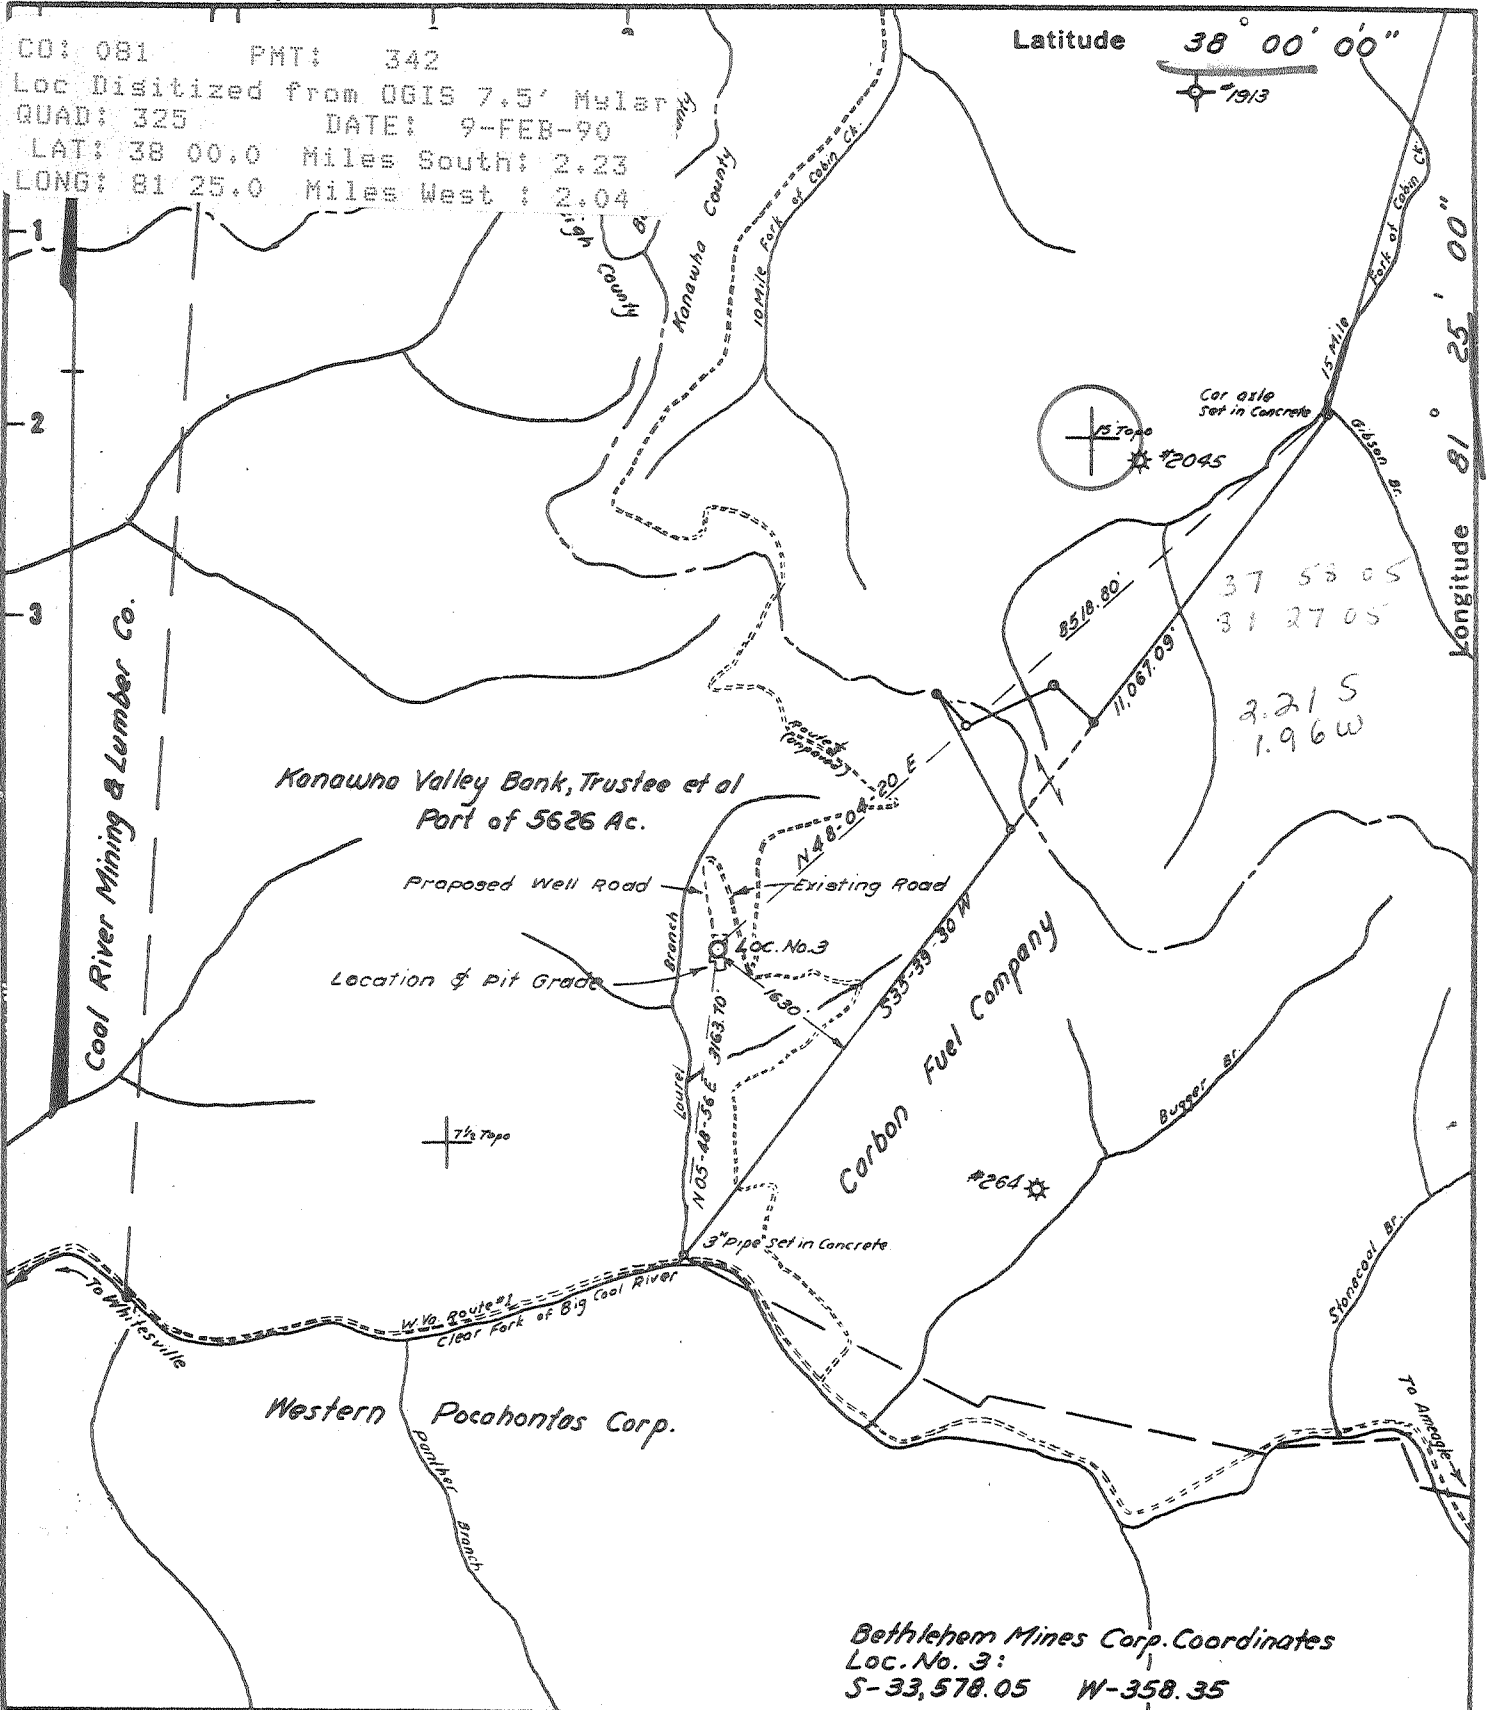 CO: 081 PMT: 342
Loc Disitized from OGIS 7.5' Mylar
QUAD: 325 DATE: 9-FEB-90
LAT: 38 00.0 Miles South: 2.23
LONG: 81 25.0 Miles West : 2.04
Latitude 38° 00' 00"
#1913
Longitude 81° 25' 00"
1
2
3
County
Kanawha County
10 Mile Fork of Cabin Ck.
15 Mile Fork of Cabin Ck.
Car axle
Set in Concrete
Gibson Br.
15' Topo
#2045
8518.80'
11,067.09'
37 58 05
81 27 05
2.21 S
1.96 W
Coal River Mining & Lumber Co.
Kanawha Valley Bank, Trustee et al
Part of 5626 Ac.
N 48-04-20 E
Proposed Well Road
Existing Road
Loc. No. 3
Location & Pit Grade
1630
S35-39-30 W
Laurel Branch
N 05-48-56 E 3163.70'
Carbon Fuel Company
Bugger Br.
7½ Topo
#264
3" Pipe Set in Concrete
Stonecoal Br.
To Whitesville
W. Va. Route #1
Clear Fork of Big Coal River
To Ameagle
Western Pocahontas Corp.
Panther Branch
Bethlehem Mines Corp. Coordinates
Loc. No. 3:
S-33,578.05 W-358.35